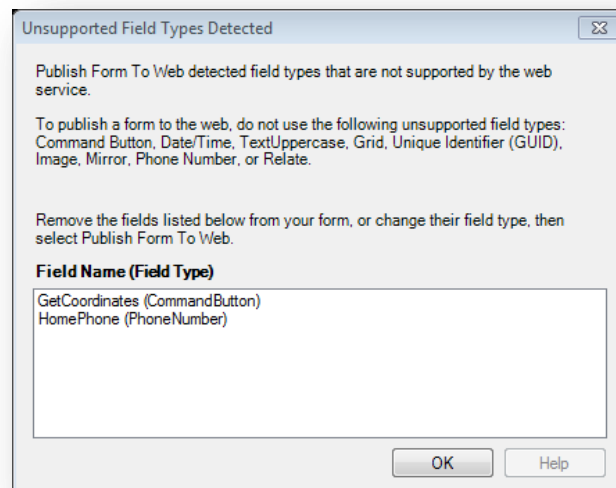 Unsupported Field Types Detected
Publish Form To Web detected field types that are not supported by the web
service.
To publish a form to the web, do not use the following unsupported field types:
Command Button, Date/Time, TextUppercase, Grid, Unique Identifier (GUID),
Image, Mirror, Phone Number, or Relate.
Remove the fields listed below from your form, or change their field type, then
select Publish Form To Web.
Field Name (Field Type)
GetCoordinates (CommandButton)
HomePhone (PhoneNumber)
OK Help